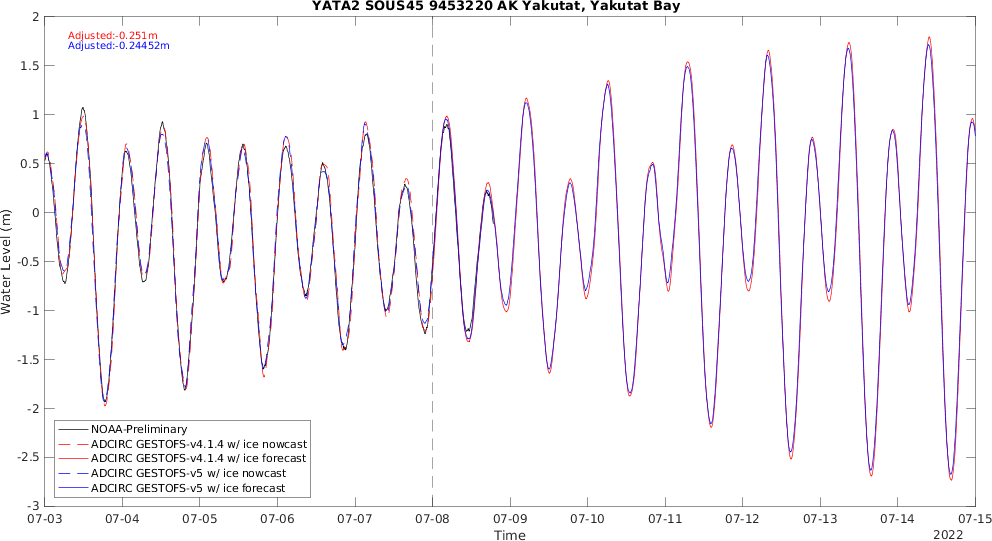 YATA2 SOUS45 9453220 AK Yakutat, Yakutat Bay
Adjusted:-0.251m
Adjusted:-0.24452m
2
1.5
1
0.5
0
-0.5
-1
-1.5
-2
-2.5
-3
Water Level (m)
NOAA-Preliminary
ADCIRC GESTOFS-v4.1.4 w/ ice nowcast
ADCIRC GESTOFS-v4.1.4 w/ ice forecast
ADCIRC GESTOFS-v5 w/ ice nowcast
ADCIRC GESTOFS-v5 w/ ice forecast
07-03 07-04 07-05 07-06 07-07 07-08 07-09 07-10 07-11 07-12 07-13 07-14 07-15
Time
2022